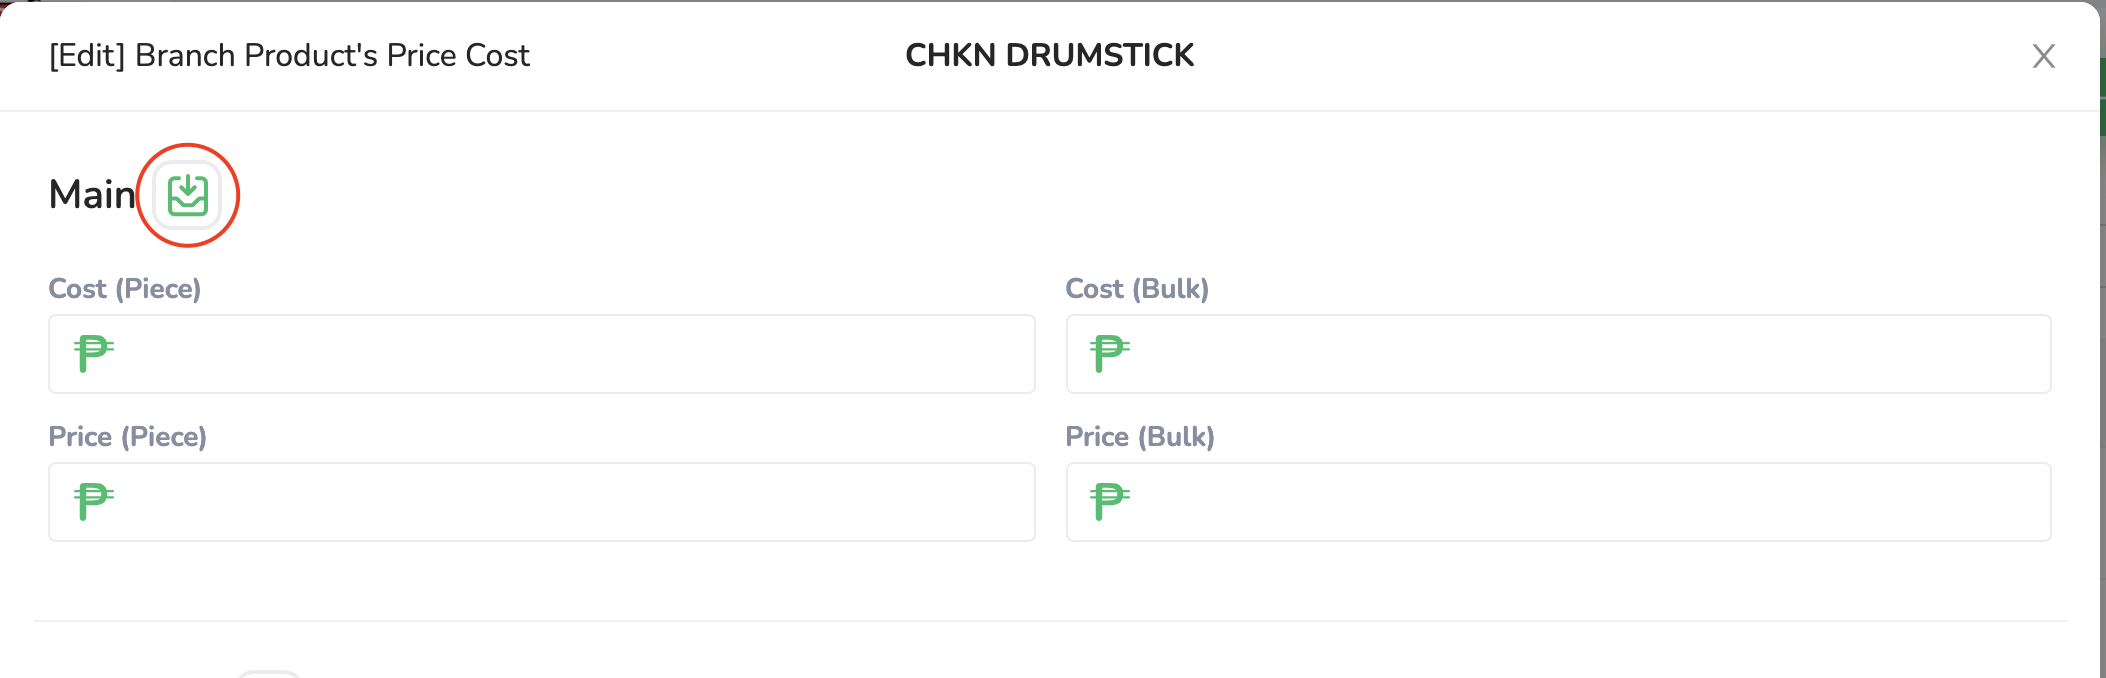 [Edit] Branch Product's Price Cost
CHKN DRUMSTICK
X
Main
Cost (Piece)
Cost (Bulk)
₱
₱
Price (Piece)
Price (Bulk)
₱
₱